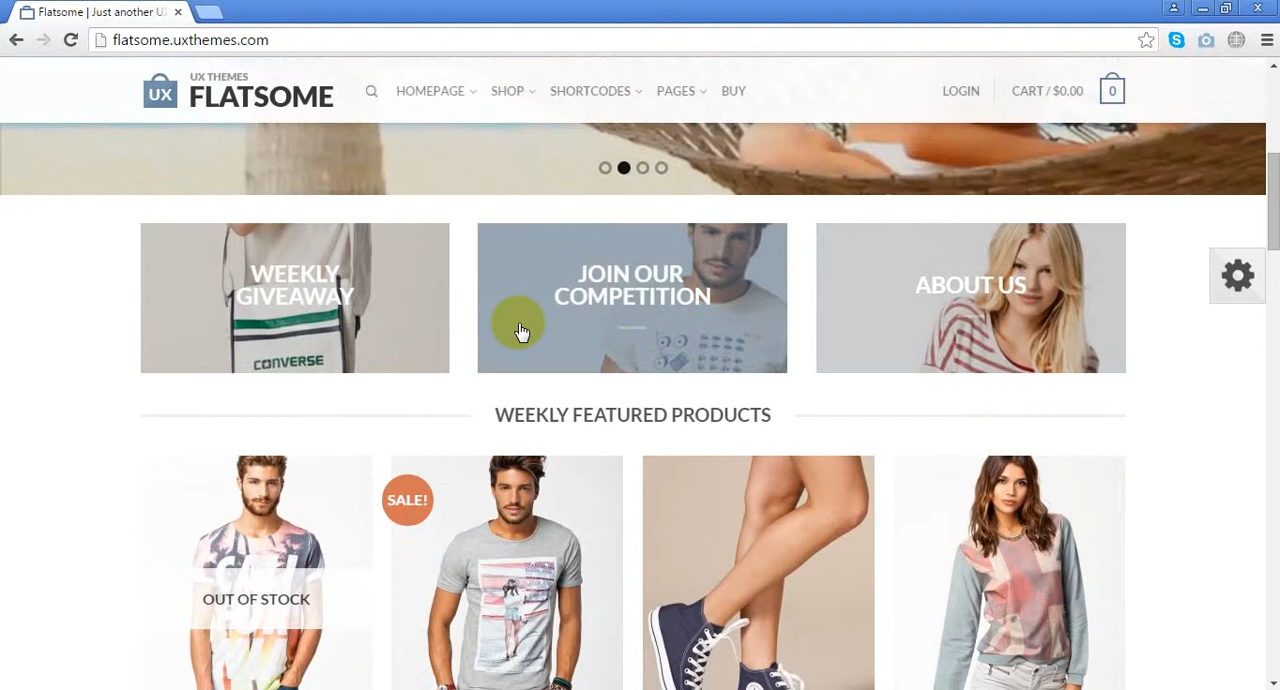 Flatsome | Just another U
flatsome.uxthemes.com
UX
UX THEMES
FLATSOME
HOMEPAGE
SHOP
SHORTCODES
PAGES
BUY
LOGIN
CART / $0.00
0
WEEKLY
GIVEAWAY
CONVERSE
JOIN OUR
COMPETITION
ABOUT US
WEEKLY FEATURED PRODUCTS
SALE!
OUT OF STOCK